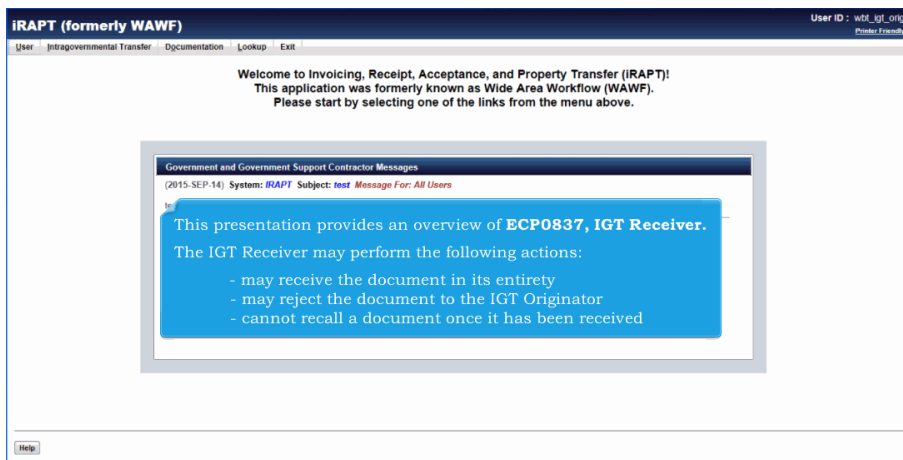 iRAPT (formerly WAWF)
User ID : wbt_igt_orig
Printer Friendly
User Intragovernmental Transfer Documentation Lookup Exit
Welcome to Invoicing, Receipt, Acceptance, and Property Transfer (iRAPT)!
This application was formerly known as Wide Area Workflow (WAWF).
Please start by selecting one of the links from the menu above.
Government and Government Support Contractor Messages
(2015-SEP-14) System: IRAPT Subject: test Message For: All Users
This presentation provides an overview of ECP0837, IGT Receiver.
The IGT Receiver may perform the following actions:
- may receive the document in its entirety
- may reject the document to the IGT Originator
- cannot recall a document once it has been received
Help